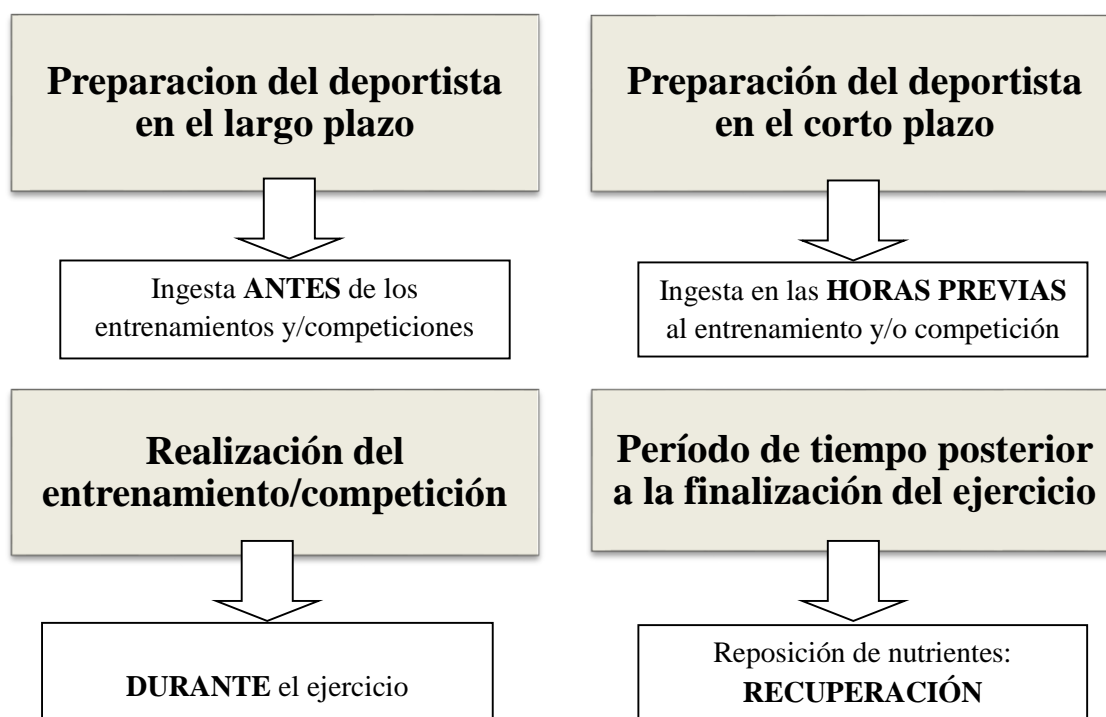 Preparacion del deportista
en el largo plazo
Ingesta ANTES de los
entrenamientos y/competiciones
Preparación del deportista
en el corto plazo
Ingesta en las HORAS PREVIAS
al entrenamiento y/o competición
Realización del
entrenamiento/competición
DURANTE el ejercicio
Período de tiempo posterior
a la finalización del ejercicio
Reposición de nutrientes:
RECUPERACIÓN